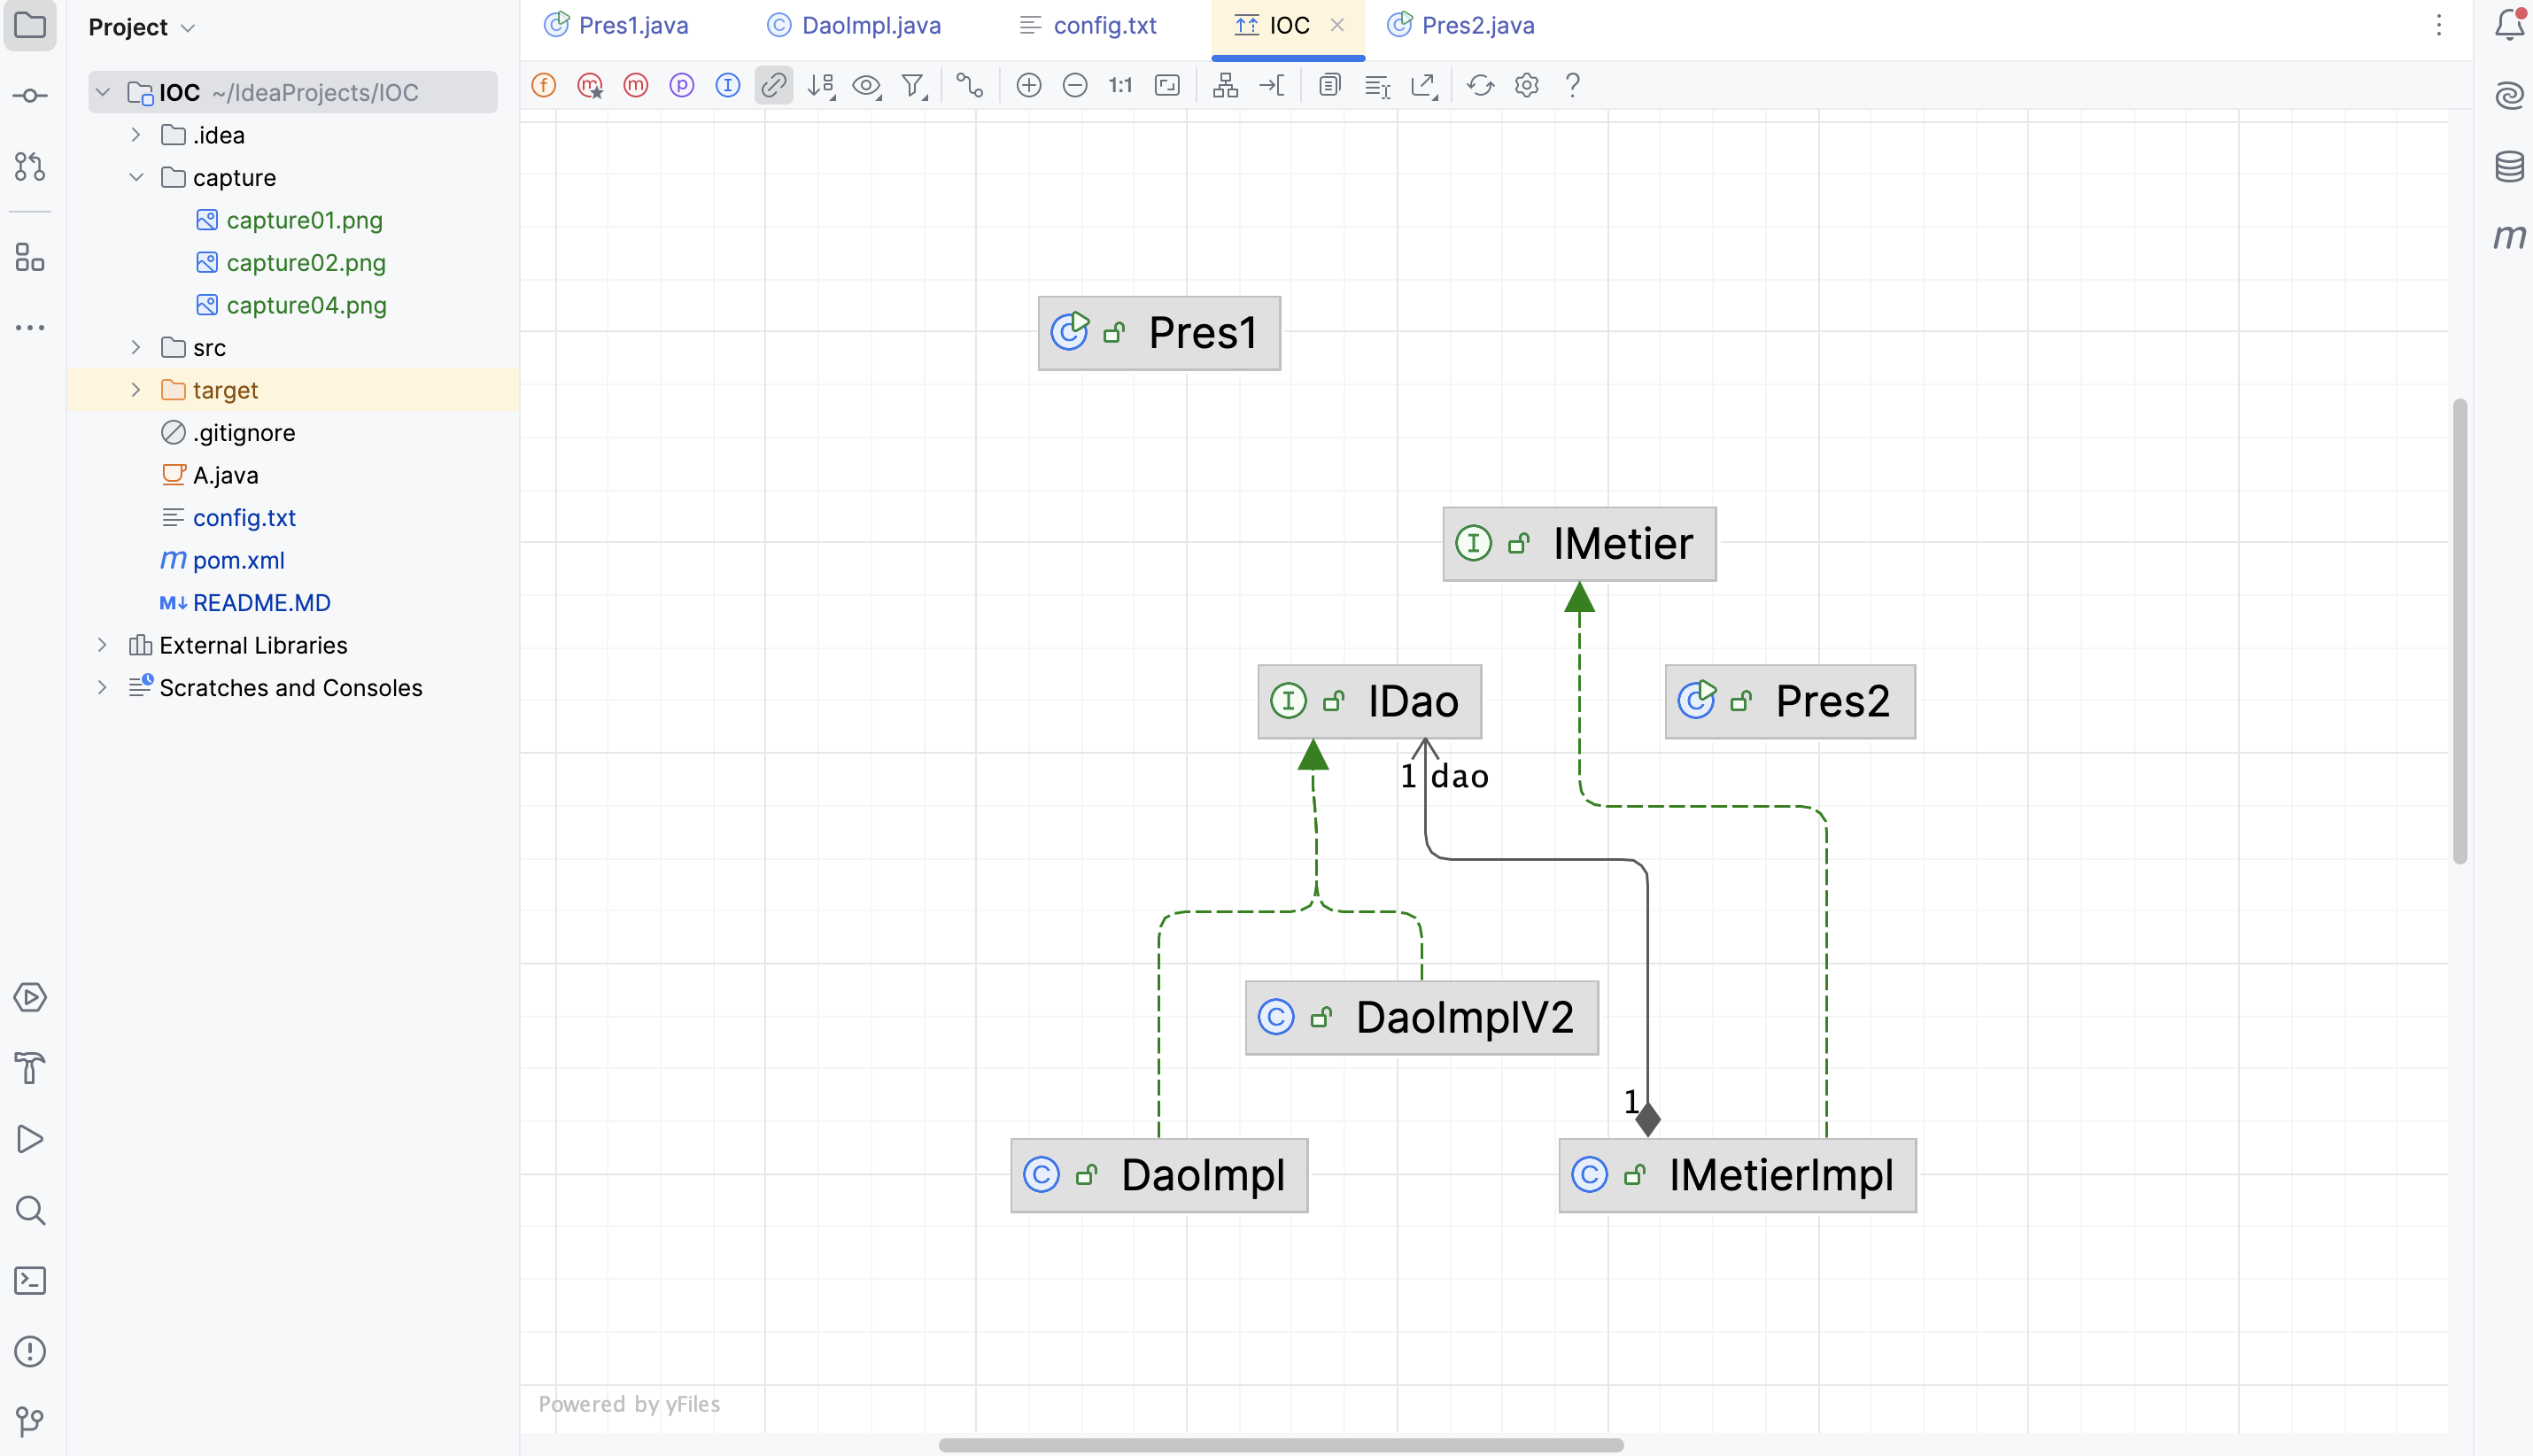 Project
IOC ~/IdeaProjects/IOC
.idea
capture
capture01.png
capture02.png
capture04.png
src
target
.gitignore
A.java
config.txt
m pom.xml
M↓ README.MD
External Libraries
Scratches and Consoles
Pres1.java
DaoImpl.java
config.txt
IOC
Pres2.java
f m m p I 1:1 ?
m
Pres1
I IMetier
I IDao
Pres2
1 dao
C DaoImplV2
1
C DaoImpl
C IMetierImpl
Powered by yFiles